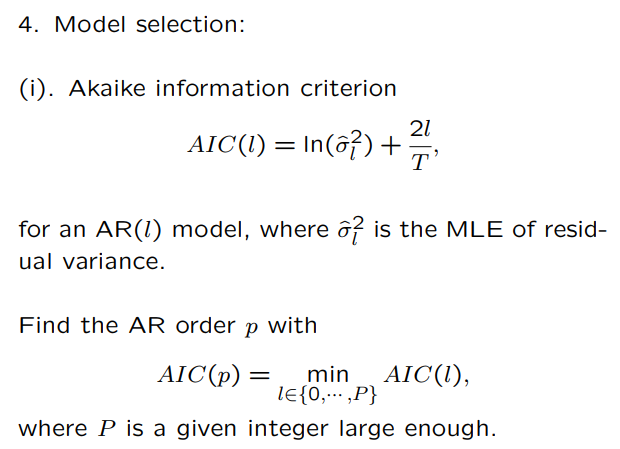 4. Model selection:
(i). Akaike information criterion
AIC(l) = ln(σ̂²_l) + 2l/T,
for an AR(l) model, where σ̂²_l is the MLE of resid-
ual variance.
Find the AR order p with
AIC(p) = min_{l∈{0,⋯,P}} AIC(l),
where P is a given integer large enough.